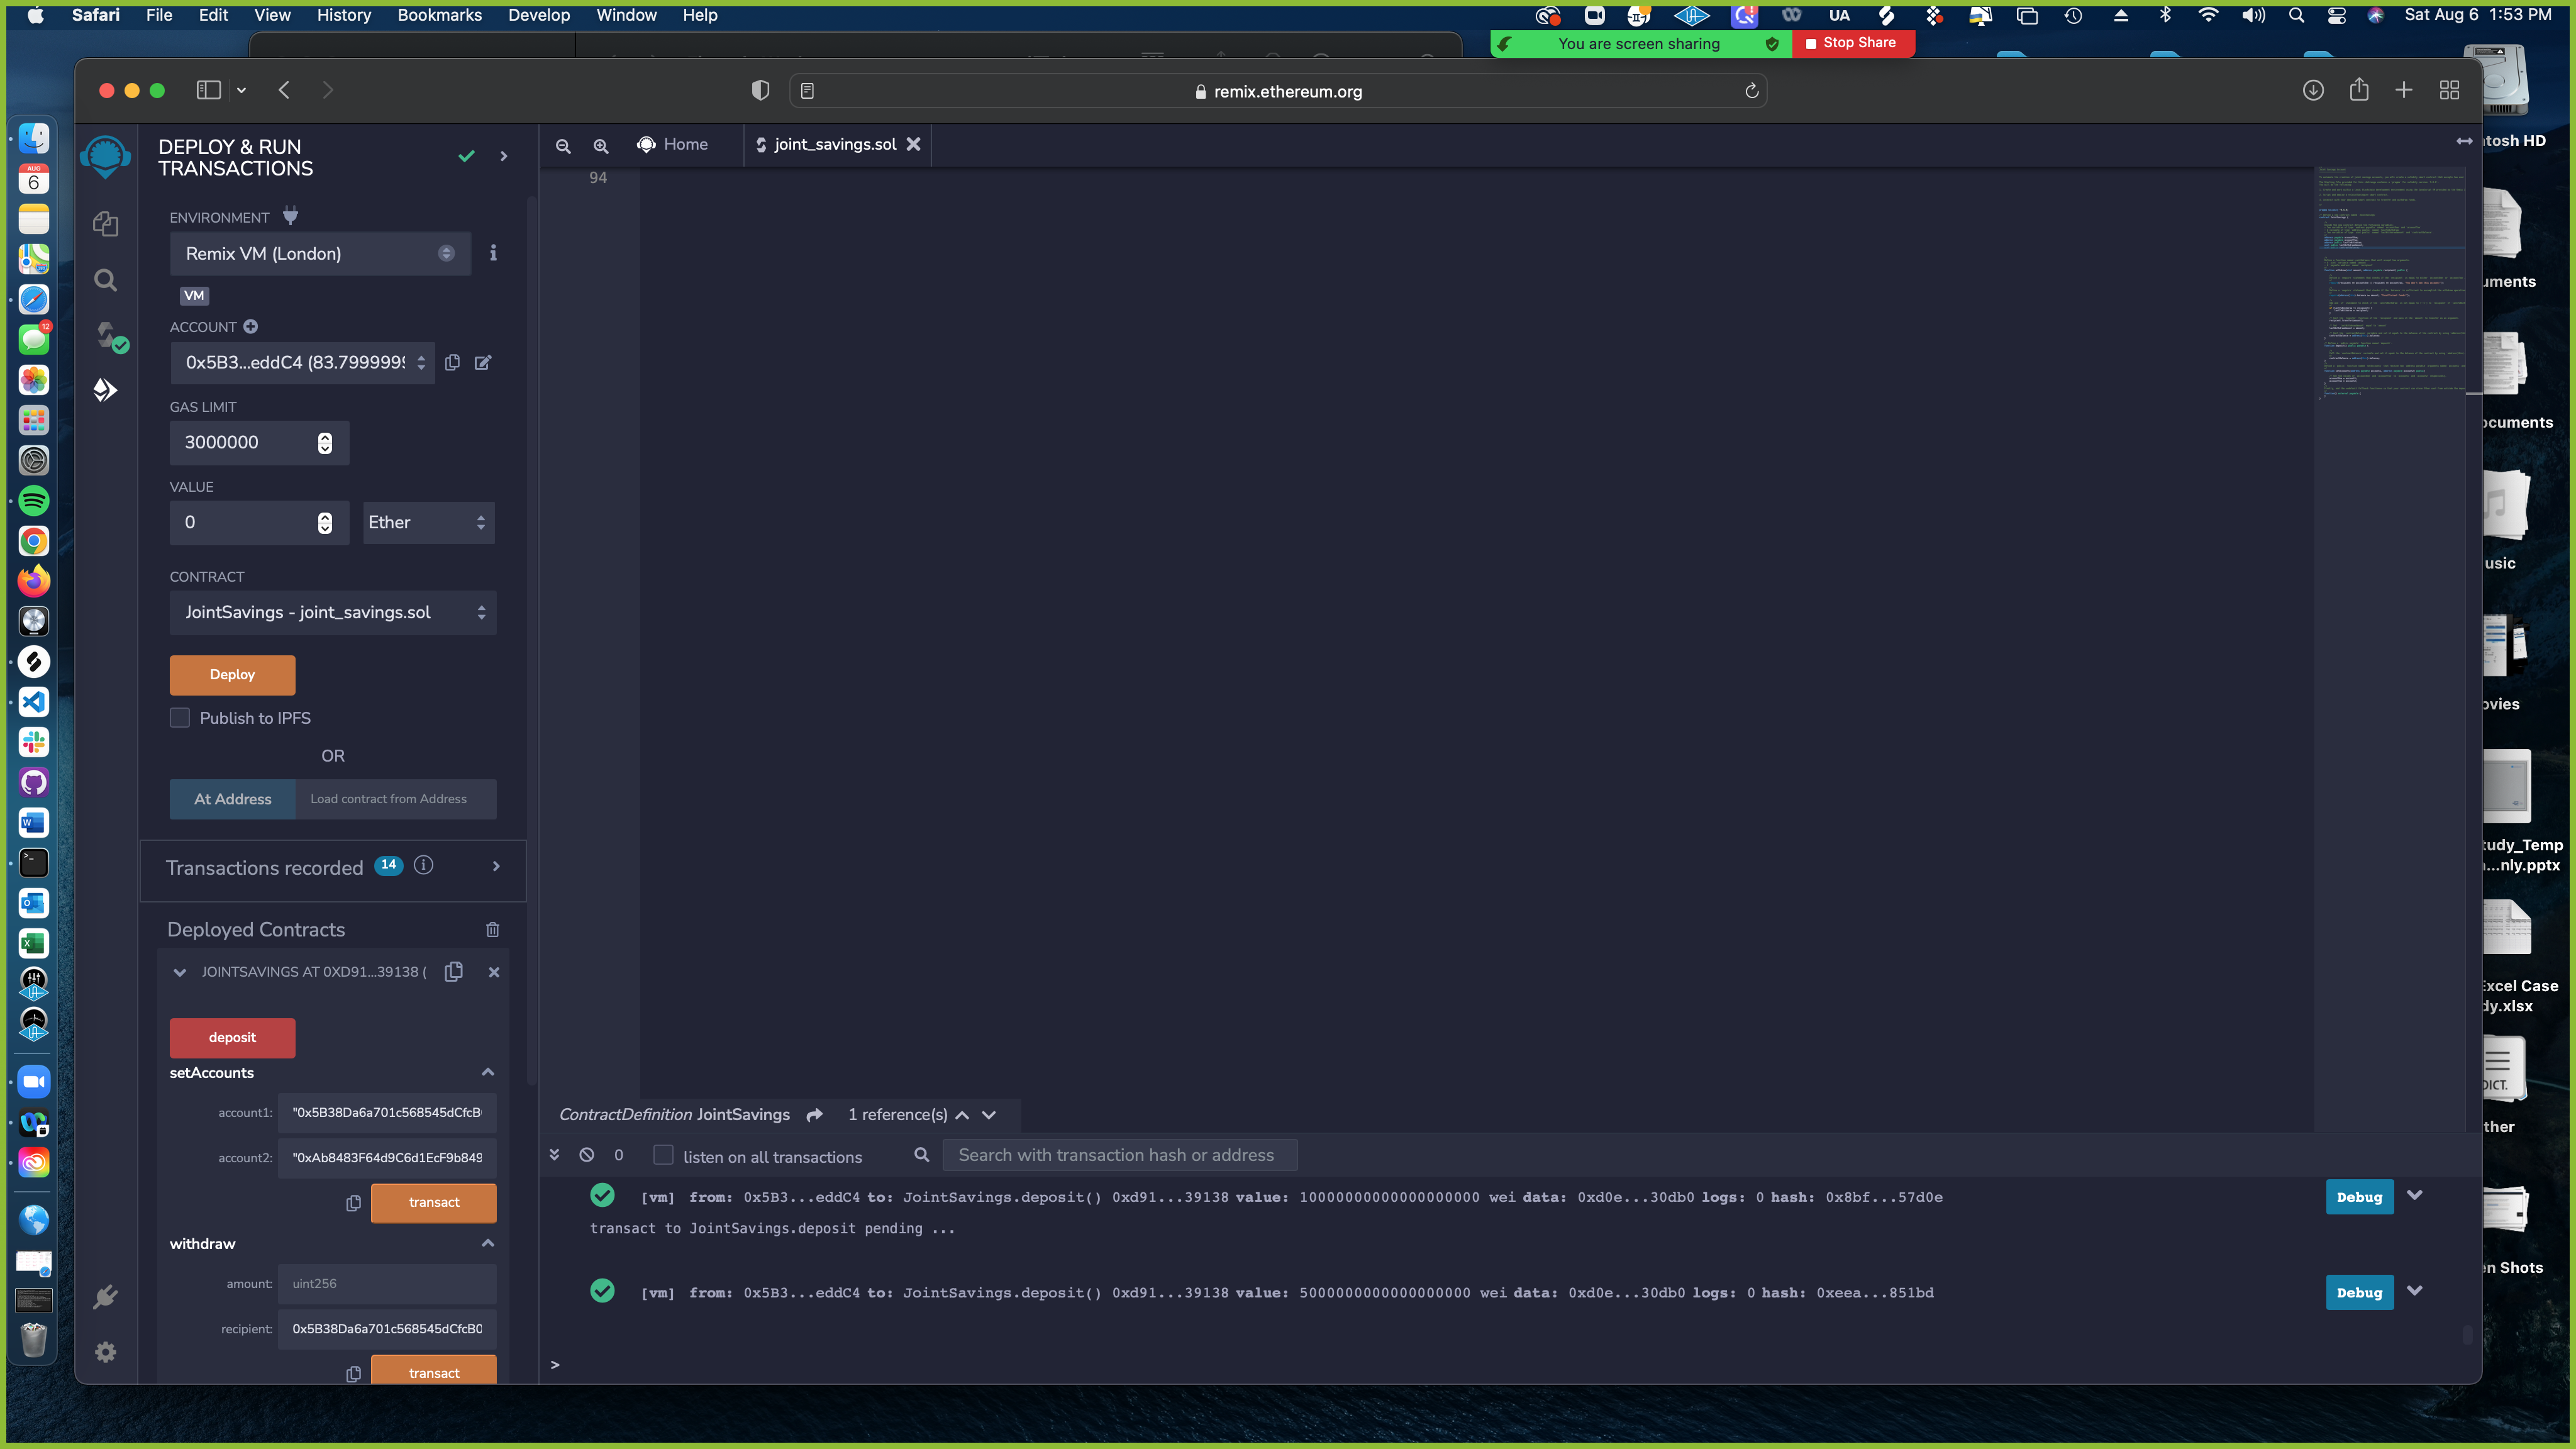 Safari File Edit View History Bookmarks Develop Window Help
UA
Sat Aug 6 1:53 PM
You are screen sharing
Stop Share
remix.ethereum.org
DEPLOY & RUN
TRANSACTIONS
Home
joint_savings.sol
94
ENVIRONMENT
Remix VM (London)
VM
ACCOUNT
0x5B3...eddC4 (83.7999999
GAS LIMIT
3000000
VALUE
0
Ether
CONTRACT
JointSavings - joint_savings.sol
Deploy
Publish to IPFS
OR
At Address
Load contract from Address
Transactions recorded 14
Deployed Contracts
JOINTSAVINGS AT 0XD91...39138 (
deposit
setAccounts
account1: "0x5B38Da6a701c568545dCfcB0
account2: "0xAb8483F64d9C6d1EcF9b849
transact
withdraw
amount: uint256
recipient: 0x5B38Da6a701c568545dCfcB0
transact
ContractDefinition JointSavings
1 reference(s)
0
listen on all transactions
Search with transaction hash or address
[vm] from: 0x5B3...eddC4 to: JointSavings.deposit() 0xd91...39138 value: 10000000000000000000 wei data: 0xd0e...30db0 logs: 0 hash: 0x8bf...57d0e
Debug
transact to JointSavings.deposit pending ...
[vm] from: 0x5B3...eddC4 to: JointSavings.deposit() 0xd91...39138 value: 5000000000000000000 wei data: 0xd0e...30db0 logs: 0 hash: 0xeea...851bd
Debug
>
AUG
6
12
tosh HD
uments
ocuments
usic
ovies
tudy_Temp
...nly.pptx
Excel Case
dy.xlsx
DICT.
ther
en Shots